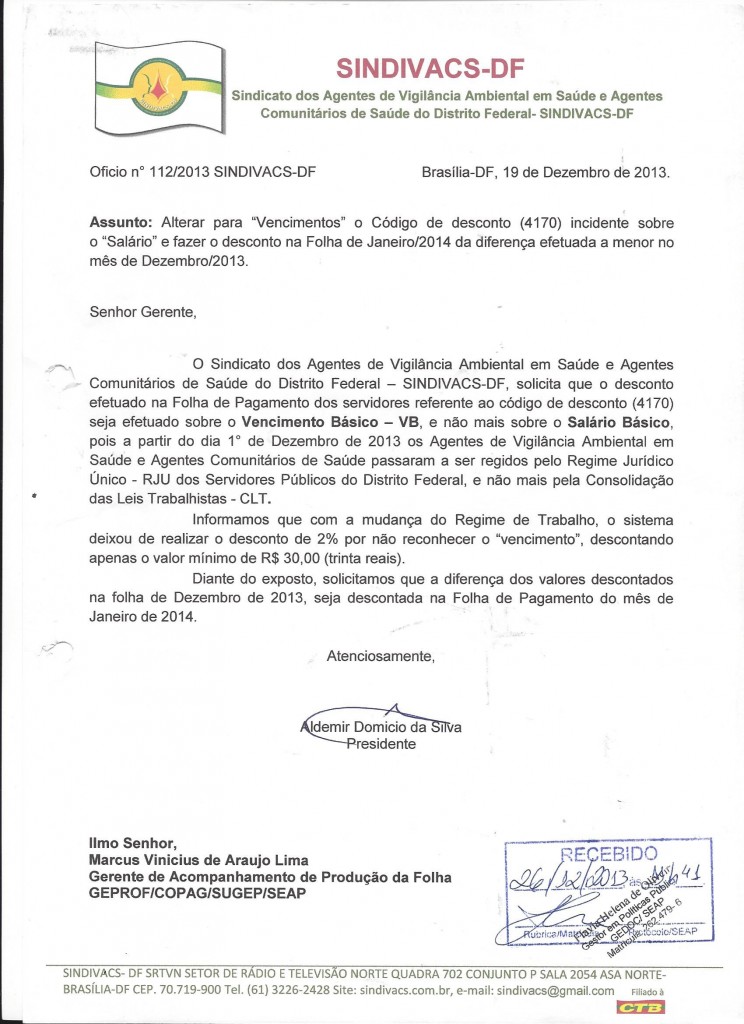 SINDIVACS-DF
Sindicato dos Agentes de Vigilância Ambiental em Saúde e Agentes
Comunitários de Saúde do Distrito Federal- SINDIVACS-DF
Oficio n° 112/2013 SINDIVACS-DF Brasília-DF, 19 de Dezembro de 2013.
Assunto: Alterar para “Vencimentos” o Código de desconto (4170) incidente sobre
o “Salário” e fazer o desconto na Folha de Janeiro/2014 da diferença efetuada a menor no
mês de Dezembro/2013.
Senhor Gerente,
O Sindicato dos Agentes de Vigilância Ambiental em Saúde e Agentes
Comunitários de Saúde do Distrito Federal – SINDIVACS-DF, solicita que o desconto
efetuado na Folha de Pagamento dos servidores referente ao código de desconto (4170)
seja efetuado sobre o Vencimento Básico – VB, e não mais sobre o Salário Básico,
pois a partir do dia 1° de Dezembro de 2013 os Agentes de Vigilância Ambiental em
Saúde e Agentes Comunitários de Saúde passaram a ser regidos pelo Regime Jurídico
Único - RJU dos Servidores Públicos do Distrito Federal, e não mais pela Consolidação
das Leis Trabalhistas - CLT.
Informamos que com a mudança do Regime de Trabalho, o sistema
deixou de realizar o desconto de 2% por não reconhecer o “vencimento”, descontando
apenas o valor mínimo de R$ 30,00 (trinta reais).
Diante do exposto, solicitamos que a diferença dos valores descontados
na folha de Dezembro de 2013, seja descontada na Folha de Pagamento do mês de
Janeiro de 2014.
Atenciosamente,
Aldemir Domicio da Silva
Presidente
Ilmo Senhor,
Marcus Vinicius de Araujo Lima
Gerente de Acompanhamento de Produção da Folha
GEPROF/COPAG/SUGEP/SEAP
RECEBIDO
26/12/2013 às 11/41
Flávia Helena de
Gestor em Políticas Públicas
GEDOC/ SEAP
Matrícula: 262.479-6
Rubrica/ Protocolo/SEAP
SINDIVACS- DF SRTVN SETOR DE RÁDIO E TELEVISÃO NORTE QUADRA 702 CONJUNTO P SALA 2054 ASA NORTE-
BRASÍLIA-DF CEP. 70.719-900 Tel. (61) 3226-2428 Site: sindivacs.com.br, e-mail: sindivacs@gmail.com Filiado à
CTB